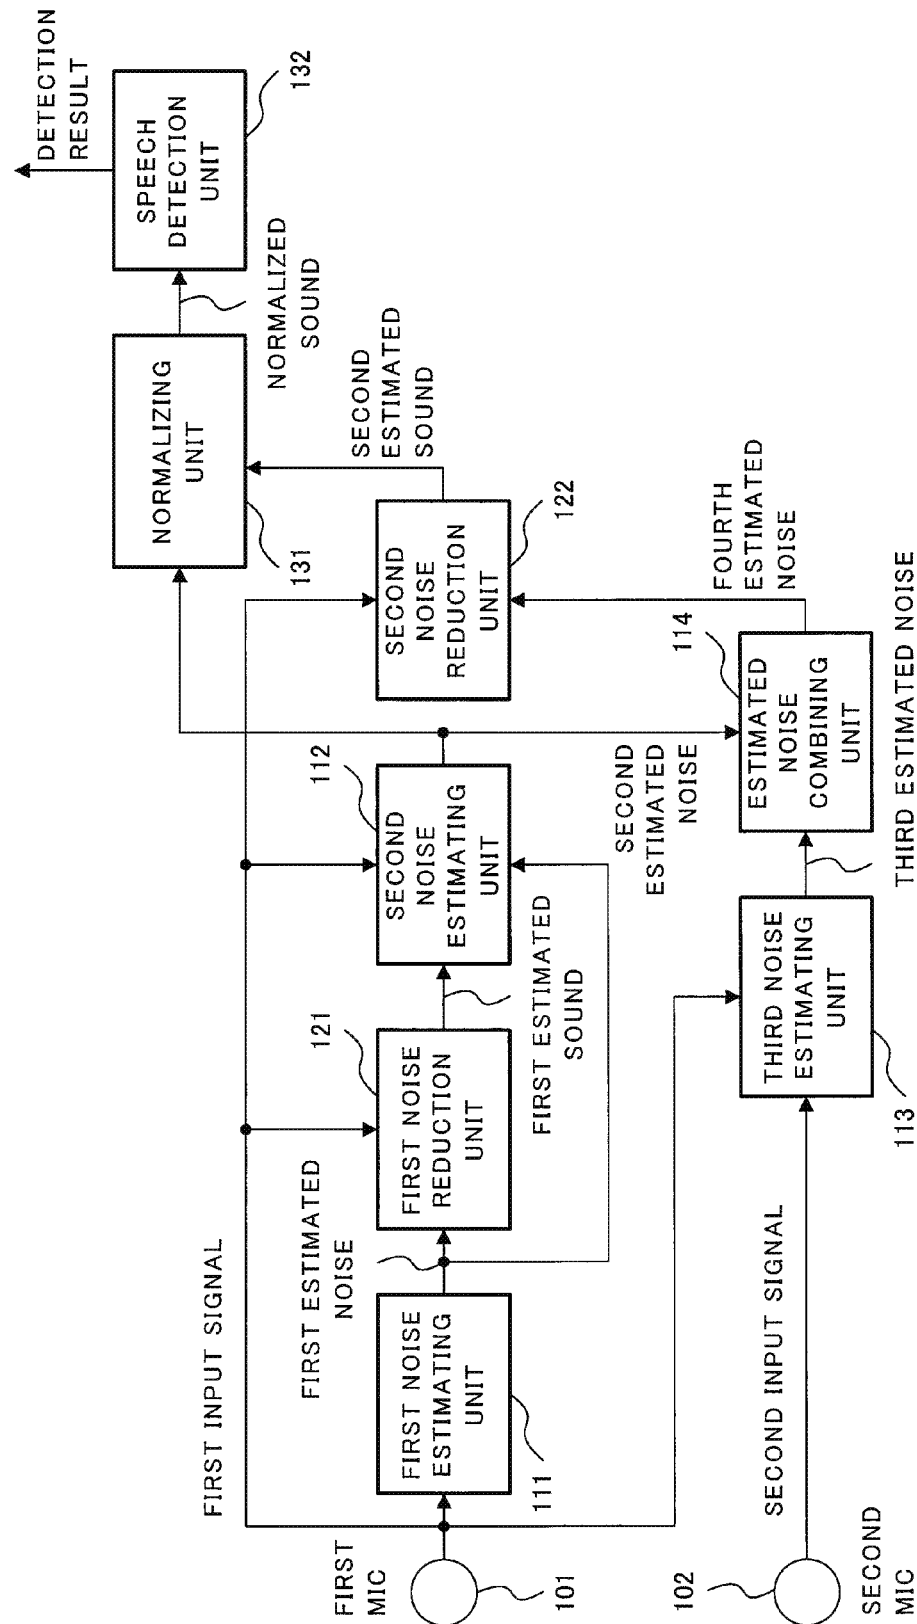 DETECTION
RESULT
SPEECH
DETECTION
UNIT
132
NORMALIZED
SOUND
NORMALIZING
UNIT
131
SECOND
ESTIMATED
SOUND
SECOND
NOISE
REDUCTION
UNIT
122
FOURTH
ESTIMATED
NOISE
114
ESTIMATED
NOISE
COMBINING
UNIT
THIRD ESTIMATED NOISE
112
SECOND
NOISE
ESTIMATING
UNIT
SECOND
ESTIMATED
NOISE
121
FIRST NOISE
REDUCTION
UNIT
FIRST ESTIMATED
SOUND
THIRD NOISE
ESTIMATING
UNIT
113
FIRST INPUT SIGNAL
FIRST ESTIMATED
NOISE
FIRST NOISE
ESTIMATING
UNIT
111
SECOND INPUT SIGNAL
FIRST
MIC
101
102
SECOND
MIC